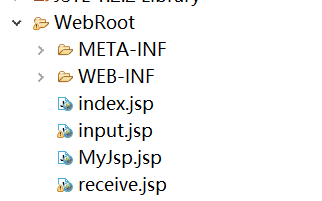 WebRoot
META-INF
WEB-INF
index.jsp
input.jsp
MyJsp.jsp
receive.jsp